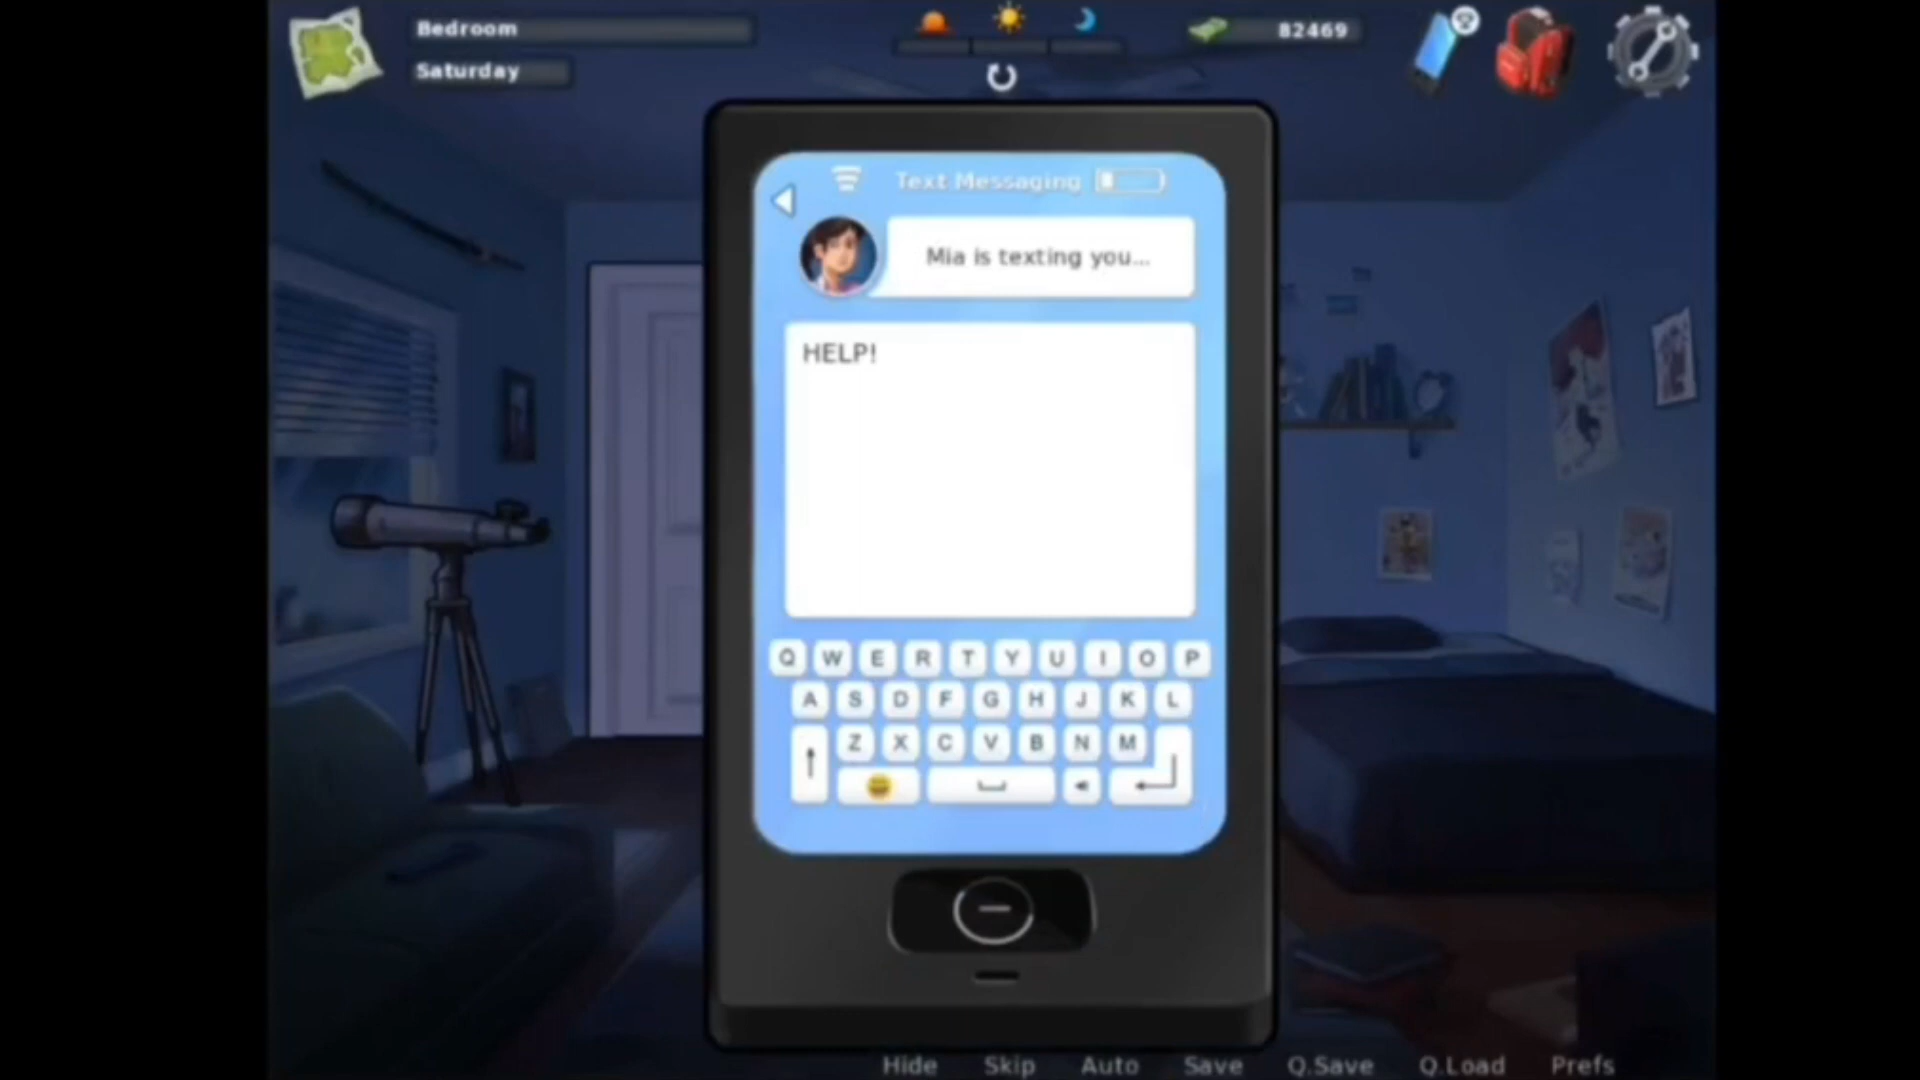 Bedroom
82469
Saturday
Text Messaging
Mia is texting you...
HELP!
Q W E R T Y U I O P
A S D F G H J K L
Z X C V B N M
Hide Skip Auto Save Q.Save Q.Load Prefs